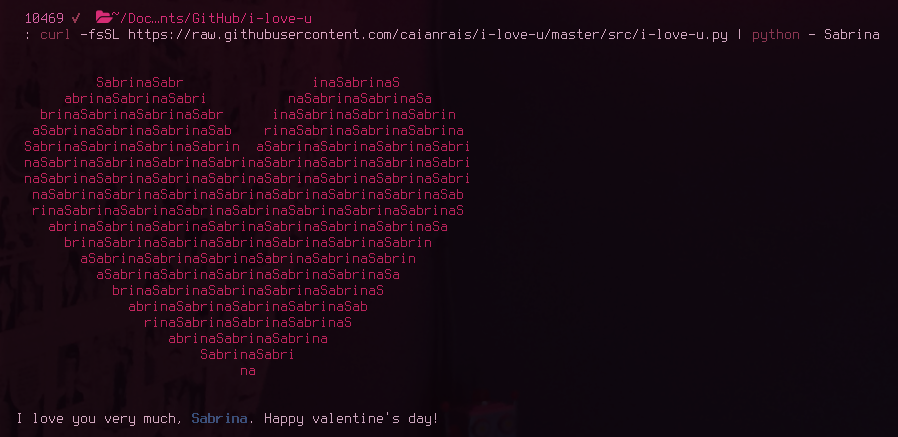 10469 ✓ ~/Doc…nts/GitHub/i-love-u
: curl -fsSL https://raw.githubusercontent.com/caianrais/i-love-u/master/src/i-love-u.py | python - Sabrina
SabrinaSabr inaSabrinaS
abrinaSabrinaSabri naSabrinaSabrinaSa
brinaSabrinaSabrinaSabr inaSabrinaSabrinaSabrin
aSabrinaSabrinaSabrinaSab rinaSabrinaSabrinaSabrina
SabrinaSabrinaSabrinaSabrin aSabrinaSabrinaSabrinaSabri
naSabrinaSabrinaSabrinaSabrinaSabrinaSabrinaSabrinaSabri
naSabrinaSabrinaSabrinaSabrinaSabrinaSabrinaSabrinaSabri
naSabrinaSabrinaSabrinaSabrinaSabrinaSabrinaSabrinaSab
rinaSabrinaSabrinaSabrinaSabrinaSabrinaSabrinaSabrinaS
abrinaSabrinaSabrinaSabrinaSabrinaSabrinaSabrinaSa
brinaSabrinaSabrinaSabrinaSabrinaSabrinaSabrin
aSabrinaSabrinaSabrinaSabrinaSabrinaSabrin
aSabrinaSabrinaSabrinaSabrinaSabrinaSa
brinaSabrinaSabrinaSabrinaSabrinaS
abrinaSabrinaSabrinaSabrinaSab
rinaSabrinaSabrinaSabrinaS
abrinaSabrinaSabrina
SabrinaSabri
na
I love you very much, Sabrina. Happy valentine's day!